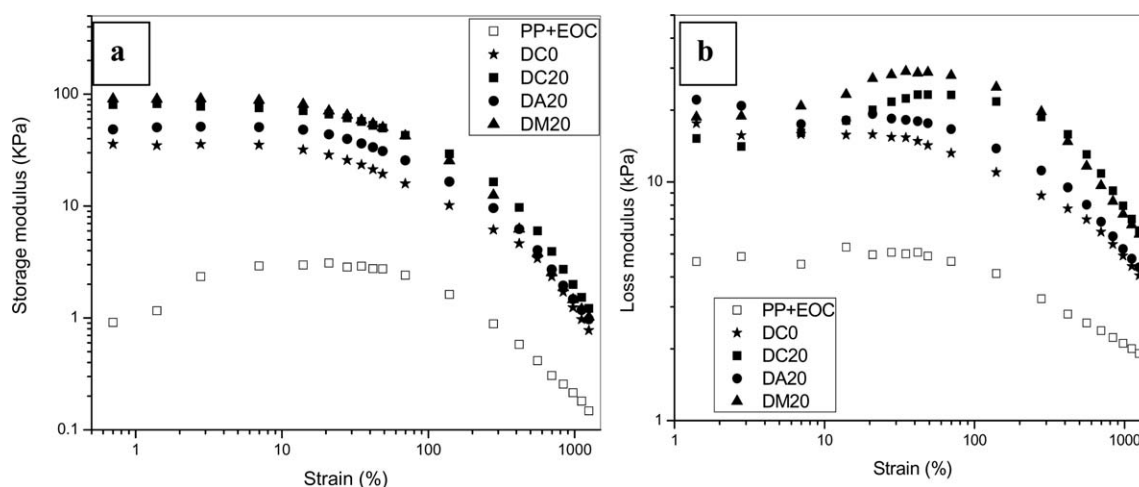 a
PP+EOC
DC0
DC20
DA20
DM20
100
10
1
0.1
Storage modulus (KPa)
1
10
100
1000
Strain (%)
b
10
1
Loss modulus (kPa)
PP+EOC
DC0
DC20
DA20
DM20
1
10
100
1000
Strain (%)